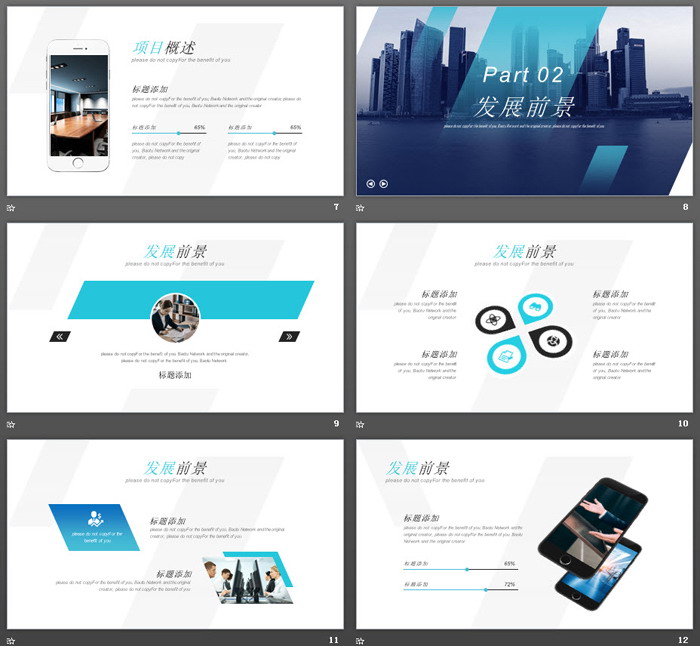 项目概述
please do not copyFor the benefit of you
标题添加
please do not copyFor the benefit of you, Baidu Network and the original creator, please do
not copyFor the benefit of you, Baidu Network and the original creator
标题添加 65%
标题添加 65%
please do not copyFor the
benefit of you, Baidu
Network and the original
creator, please do not copy
please do not copyFor the
benefit of you, Baidu
Network and the original
creator, please do not copy
7
Part 02
发展前景
8
发展前景
please do not copyFor the benefit of you
please do not copyFor the benefit of you, Baidu Network and the original creator,
please do not copyFor the benefit of you, Baidu Network
标题添加
9
发展前景
please do not copyFor the benefit of you
标题添加
please do not copyFor the benefit
of you, Baidu Network and the
original creator
标题添加
please do not copyFor the benefit
of you, Baidu Network and the
original creator
标题添加
please do not copyFor the benefit
of you, Baidu Network and the
original creator
标题添加
please do not copyFor the benefit
of you, Baidu Network and the
original creator
10
发展前景
please do not copyFor the benefit of you
please do not copyFor the
benefit of you
标题添加
please do not copyFor the benefit of you, Baidu Network and the original
creator, please do not copyFor the benefit of you
标题添加
please do not copyFor the benefit of you, Baidu Network and the original
creator, please do not copyFor the benefit of you
11
发展前景
please do not copyFor the benefit of you
标题添加
please do not copyFor the benefit of you, Baidu Network and the
original creator, please do not copyFor the benefit of you, Baidu
Network and the original creator
标题添加 65%
标题添加 72%
12